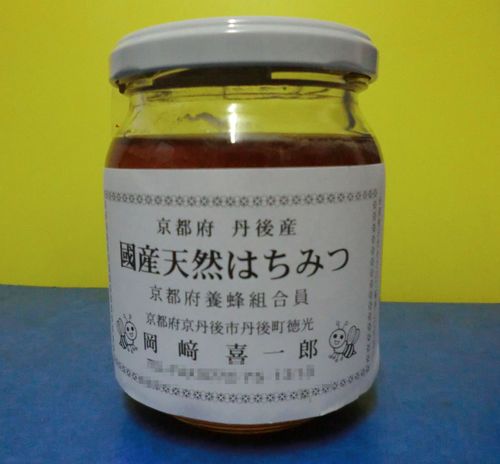 京都府 丹後産
國産天然はちみつ
京都府養蜂組合員
京都府京丹後市丹後町徳光
岡﨑喜一郎